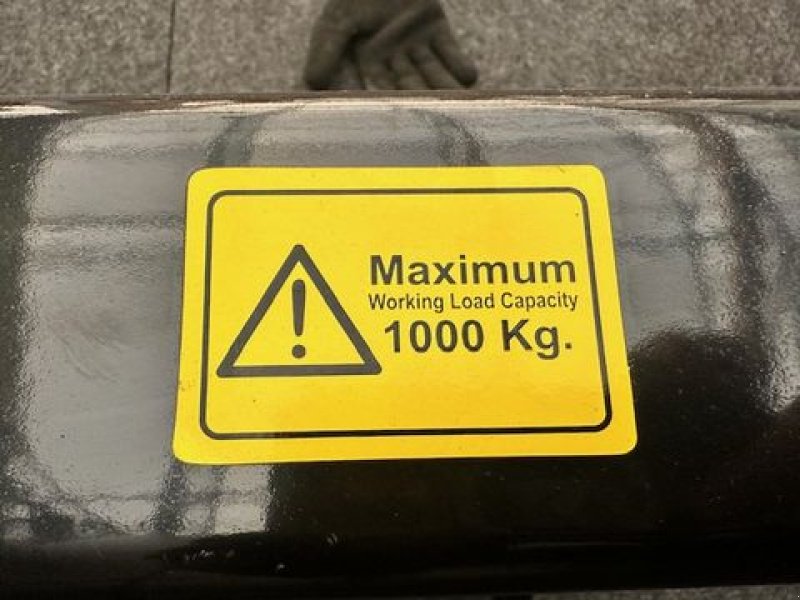 Maximum
Working Load Capacity
1000 Kg.